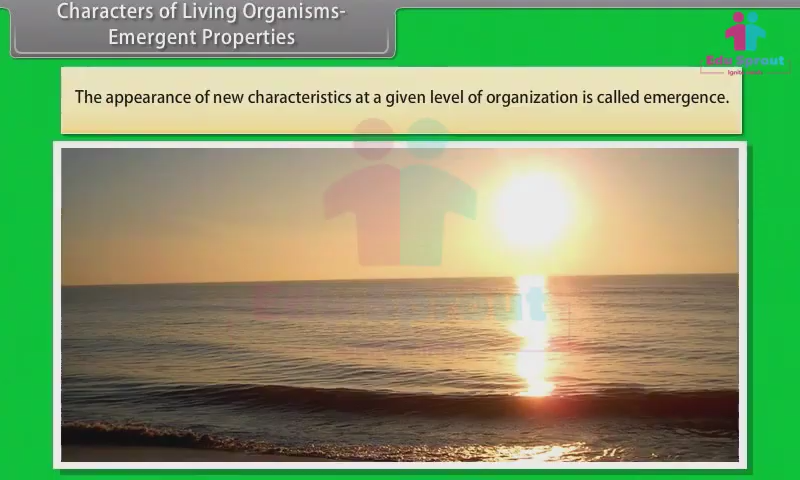 Characters of Living Organisms-
Emergent Properties
Edu Sprout
The appearance of new characteristics at a given level of organization is called emergence.